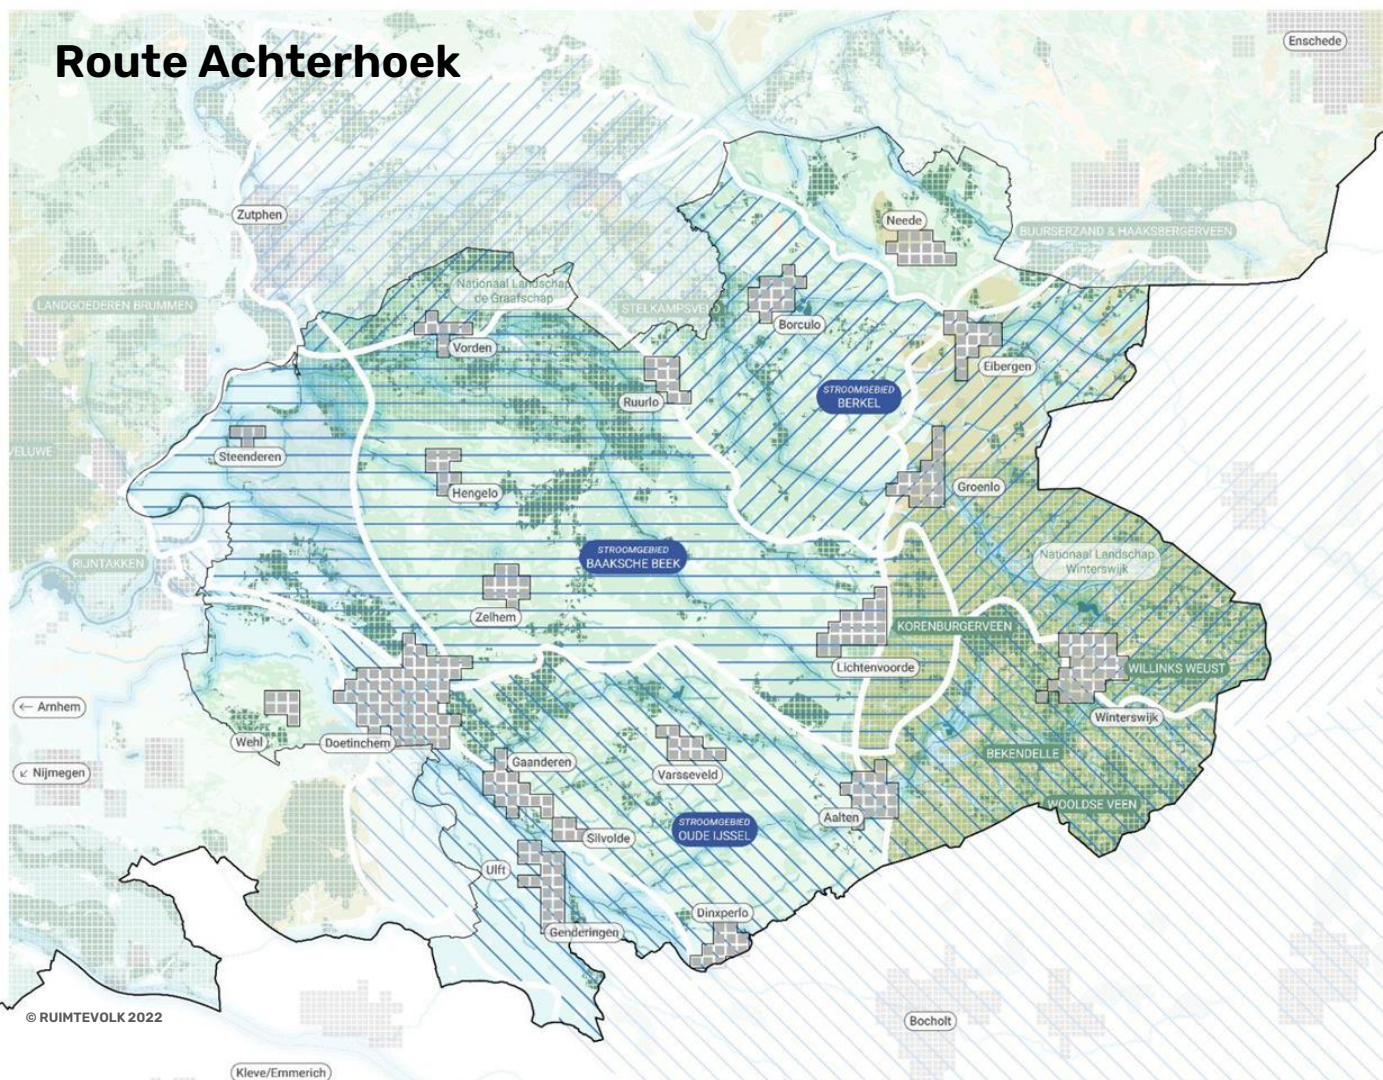 Route Achterhoek
Enschede
Zutphen
Neede
BUURSERZAND & HAAKSBERGERVEEN
Nationaal Landschap
de Graafschap
LANDGOEDEREN BRUMMEN
STELKAMPSVELD
Borculo
Vorden
Eibergen
STROOMGEBIED
BERKEL
Ruurlo
VELUWE
Steenderen
Hengelo
Groenlo
STROOMGEBIED
BAAKSCHE BEEK
Nationaal Landschap
Winterswijk
RIJNTAKKEN
Zelhem
KORENBURGERVEEN
Lichtenvoorde
WILLINKS WEUST
← Arnhem
Winterswijk
Wehl
Doetinchem
BEKENDELLE
Gaanderen
↙ Nijmegen
Varsseveld
WOOLDSE VEEN
Aalten
STROOMGEBIED
OUDE IJSSEL
Silvolde
Ulft
Dinxperlo
Genderingen
© RUIMTEVOLK 2022
Bocholt
Kleve/Emmerich